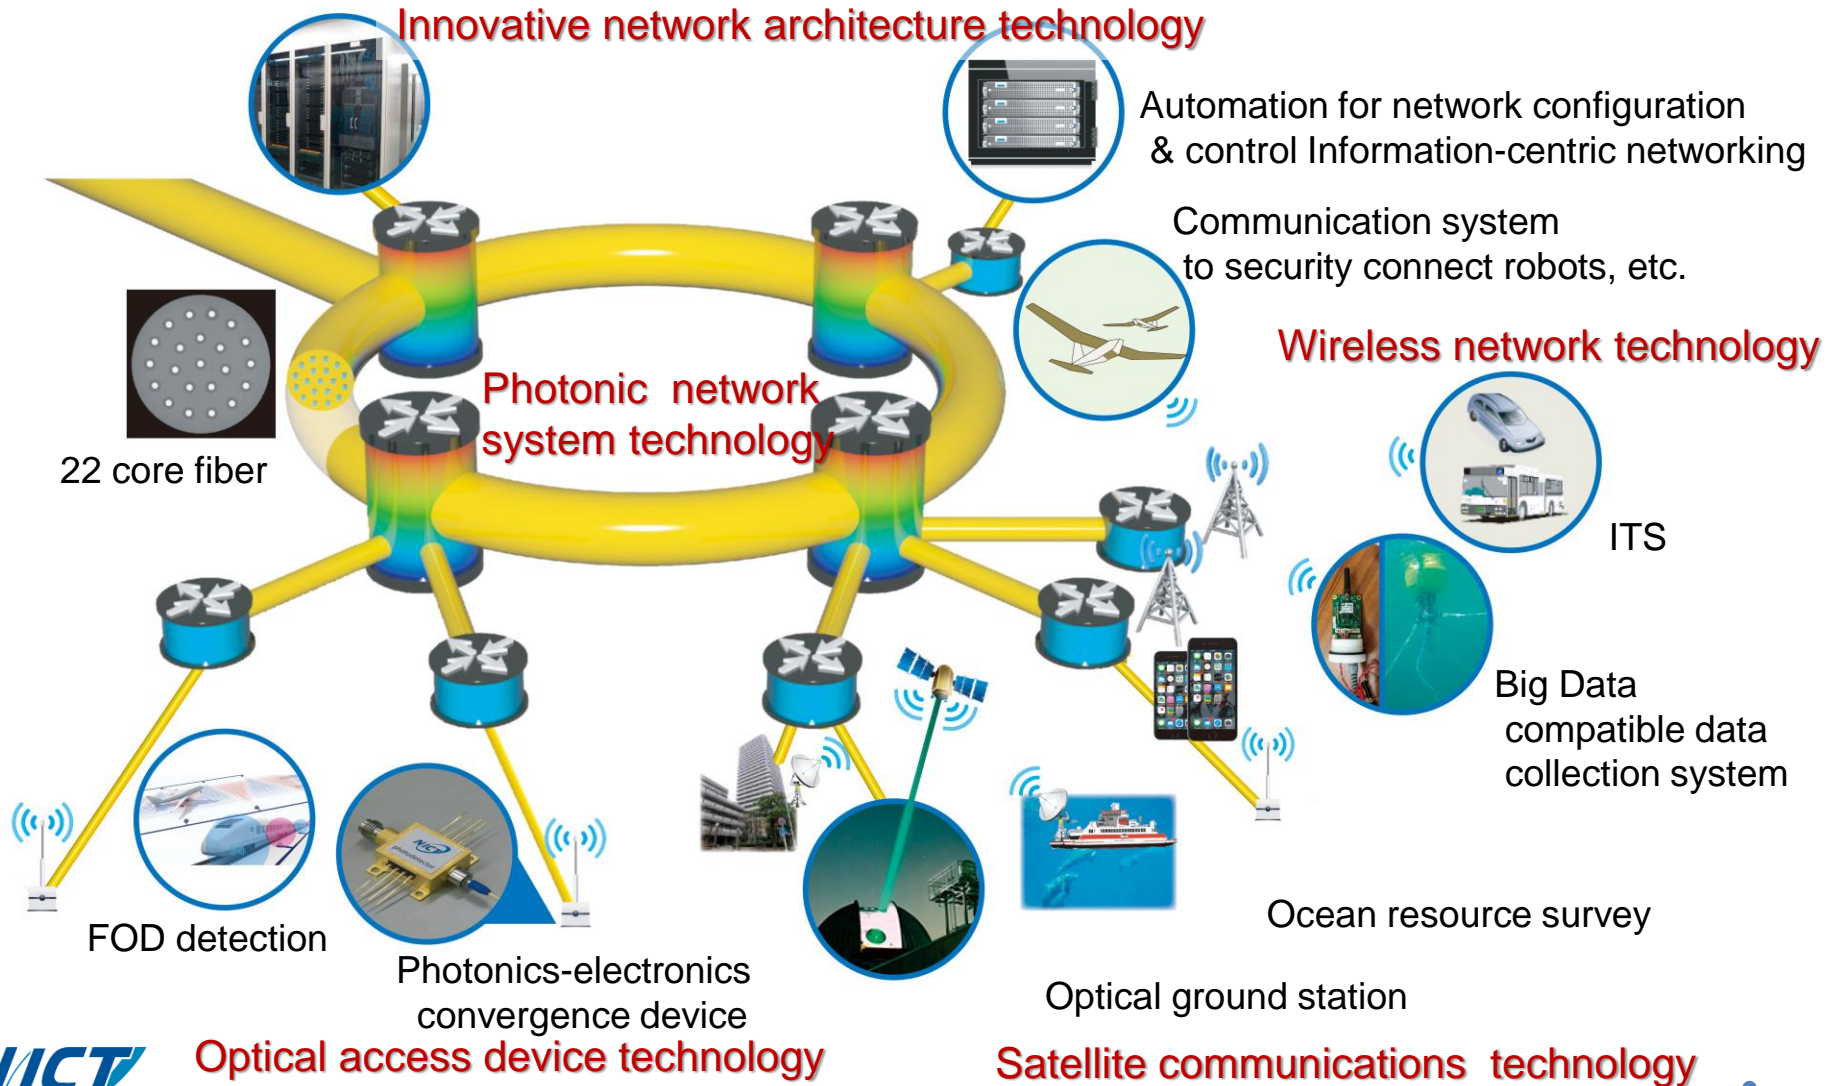 Innovative network architecture technology
Automation for network configuration
& control Information-centric networking
Communication system
to security connect robots, etc.
Wireless network technology
Photonic network
system technology
22 core fiber
ITS
Big Data
compatible data
collection system
NICT
photodetector
FOD detection
Photonics-electronics
convergence device
Ocean resource survey
Optical ground station
NICT
Optical access device technology
Satellite communications technology